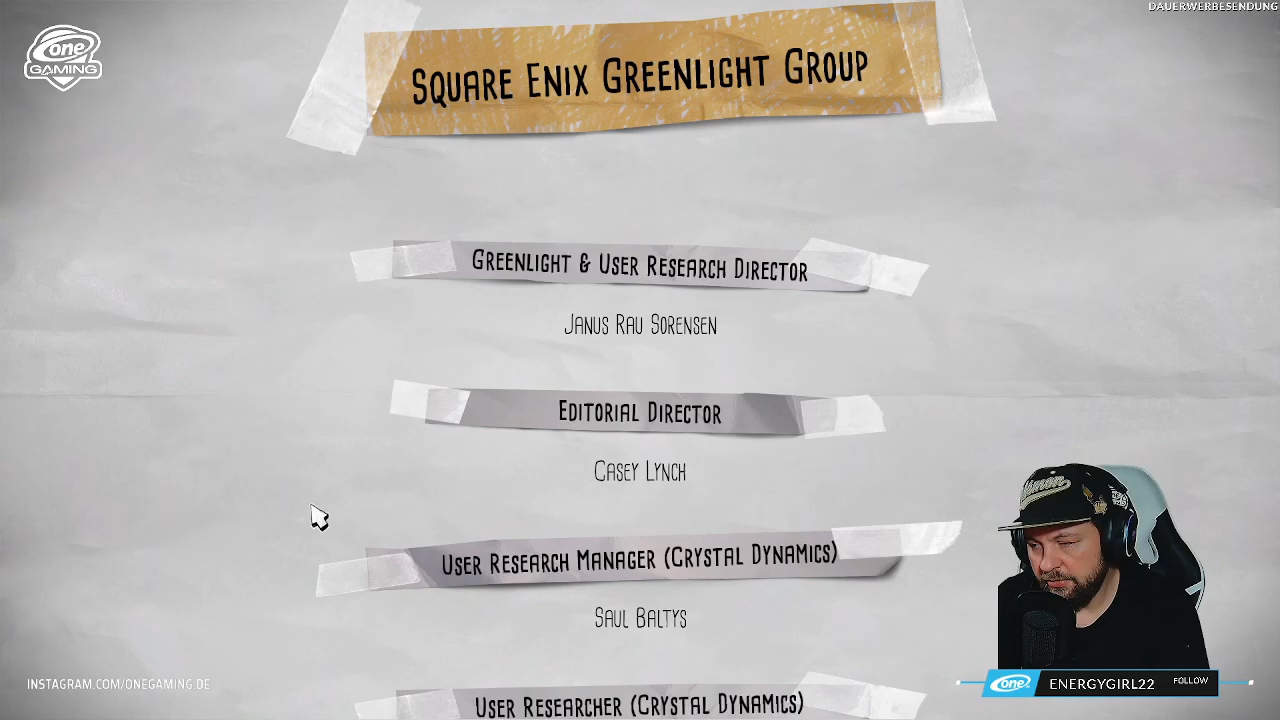 DAUERWERBESENDUNG
one
GAMING
SQUARE ENIX GREENLIGHT GROUP
GREENLIGHT & USER RESEARCH DIRECTOR
JANUS RAU SORENSEN
EDITORIAL DIRECTOR
CASEY LYNCH
USER RESEARCH MANAGER (CRYSTAL DYNAMICS)
SAUL BALTYS
USER RESEARCHER (CRYSTAL DYNAMICS)
INSTAGRAM.COM/ONEGAMING.DE
one
ENERGYGIRL22
FOLLOW